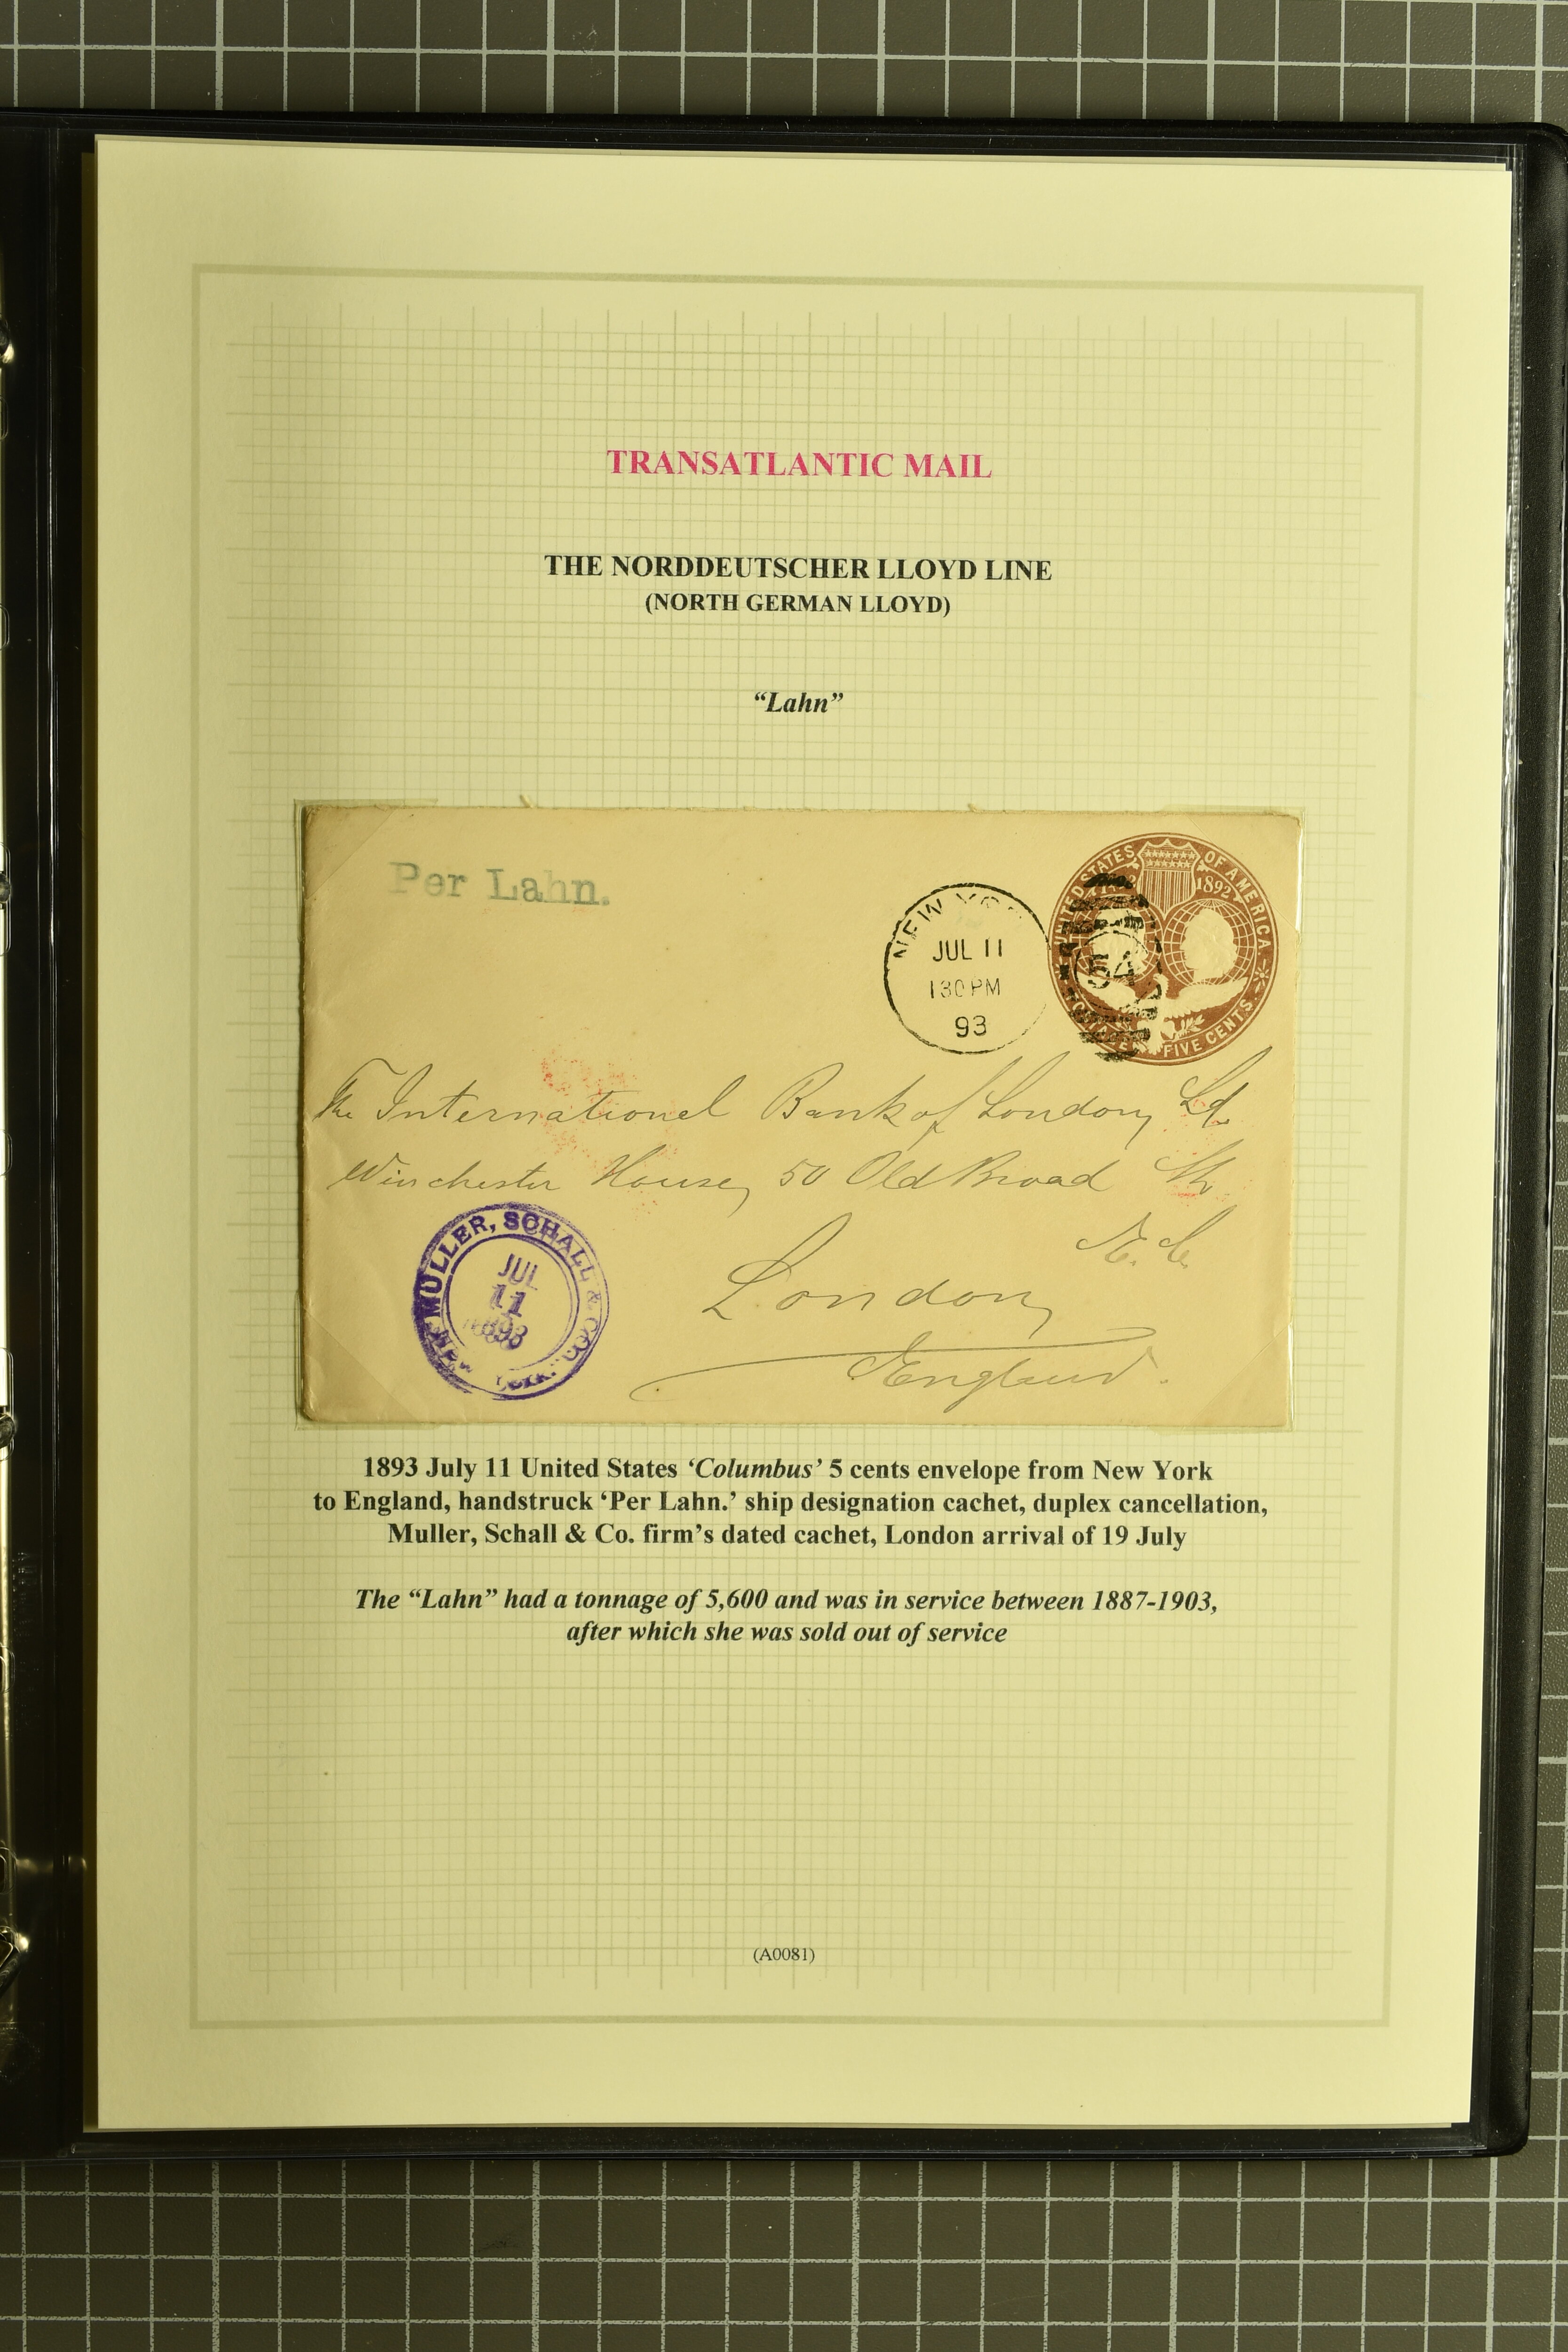 TRANSATLANTIC MAIL
THE NORDDEUTSCHER LLOYD LINE
(NORTH GERMAN LLOYD)
“Lahn”
Per Lahn.
NEW YO
JUL 11
130 PM
93
UNITED STATES OF AMERICA
1892
FIVE CENTS
The International Bank of London, Ld.
Winchester House, 50 Old Broad St.
E.C.
London,
England.
MULLER, SCHALL & CO.
JUL
11
1893
NEW YORK.
1893 July 11 United States ‘Columbus’ 5 cents envelope from New York
to England, handstruck ‘Per Lahn.’ ship designation cachet, duplex cancellation,
Muller, Schall & Co. firm’s dated cachet, London arrival of 19 July
The “Lahn” had a tonnage of 5,600 and was in service between 1887-1903,
after which she was sold out of service
(A0081)